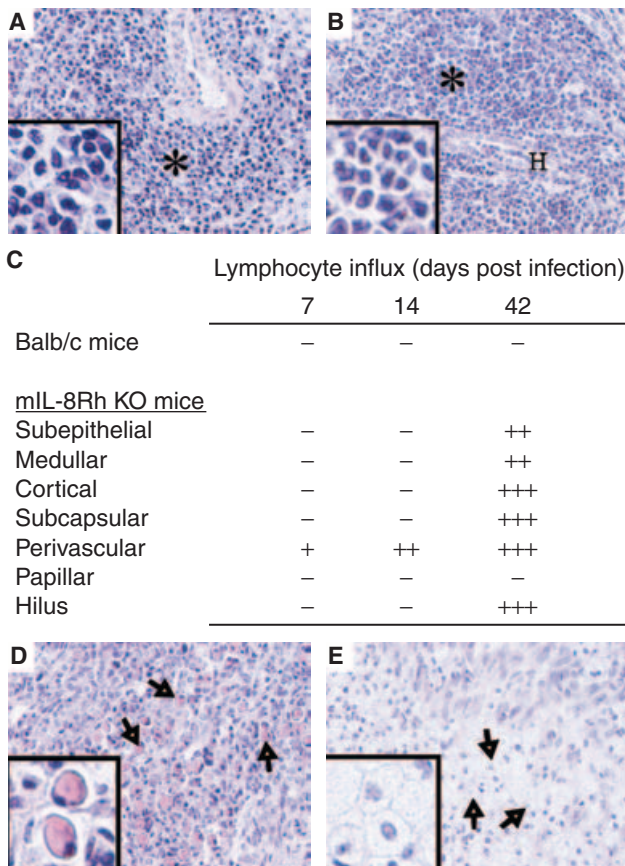 A
B
*
*
H
C
Lymphocyte influx (days post infection)
7 14 42
Balb/c mice – – –
mIL-8Rh KO mice
Subepithelial – – ++
Medullar – – ++
Cortical – – +++
Subcapsular – – +++
Perivascular + ++ +++
Papillar – – –
Hilus – – +++
D
E